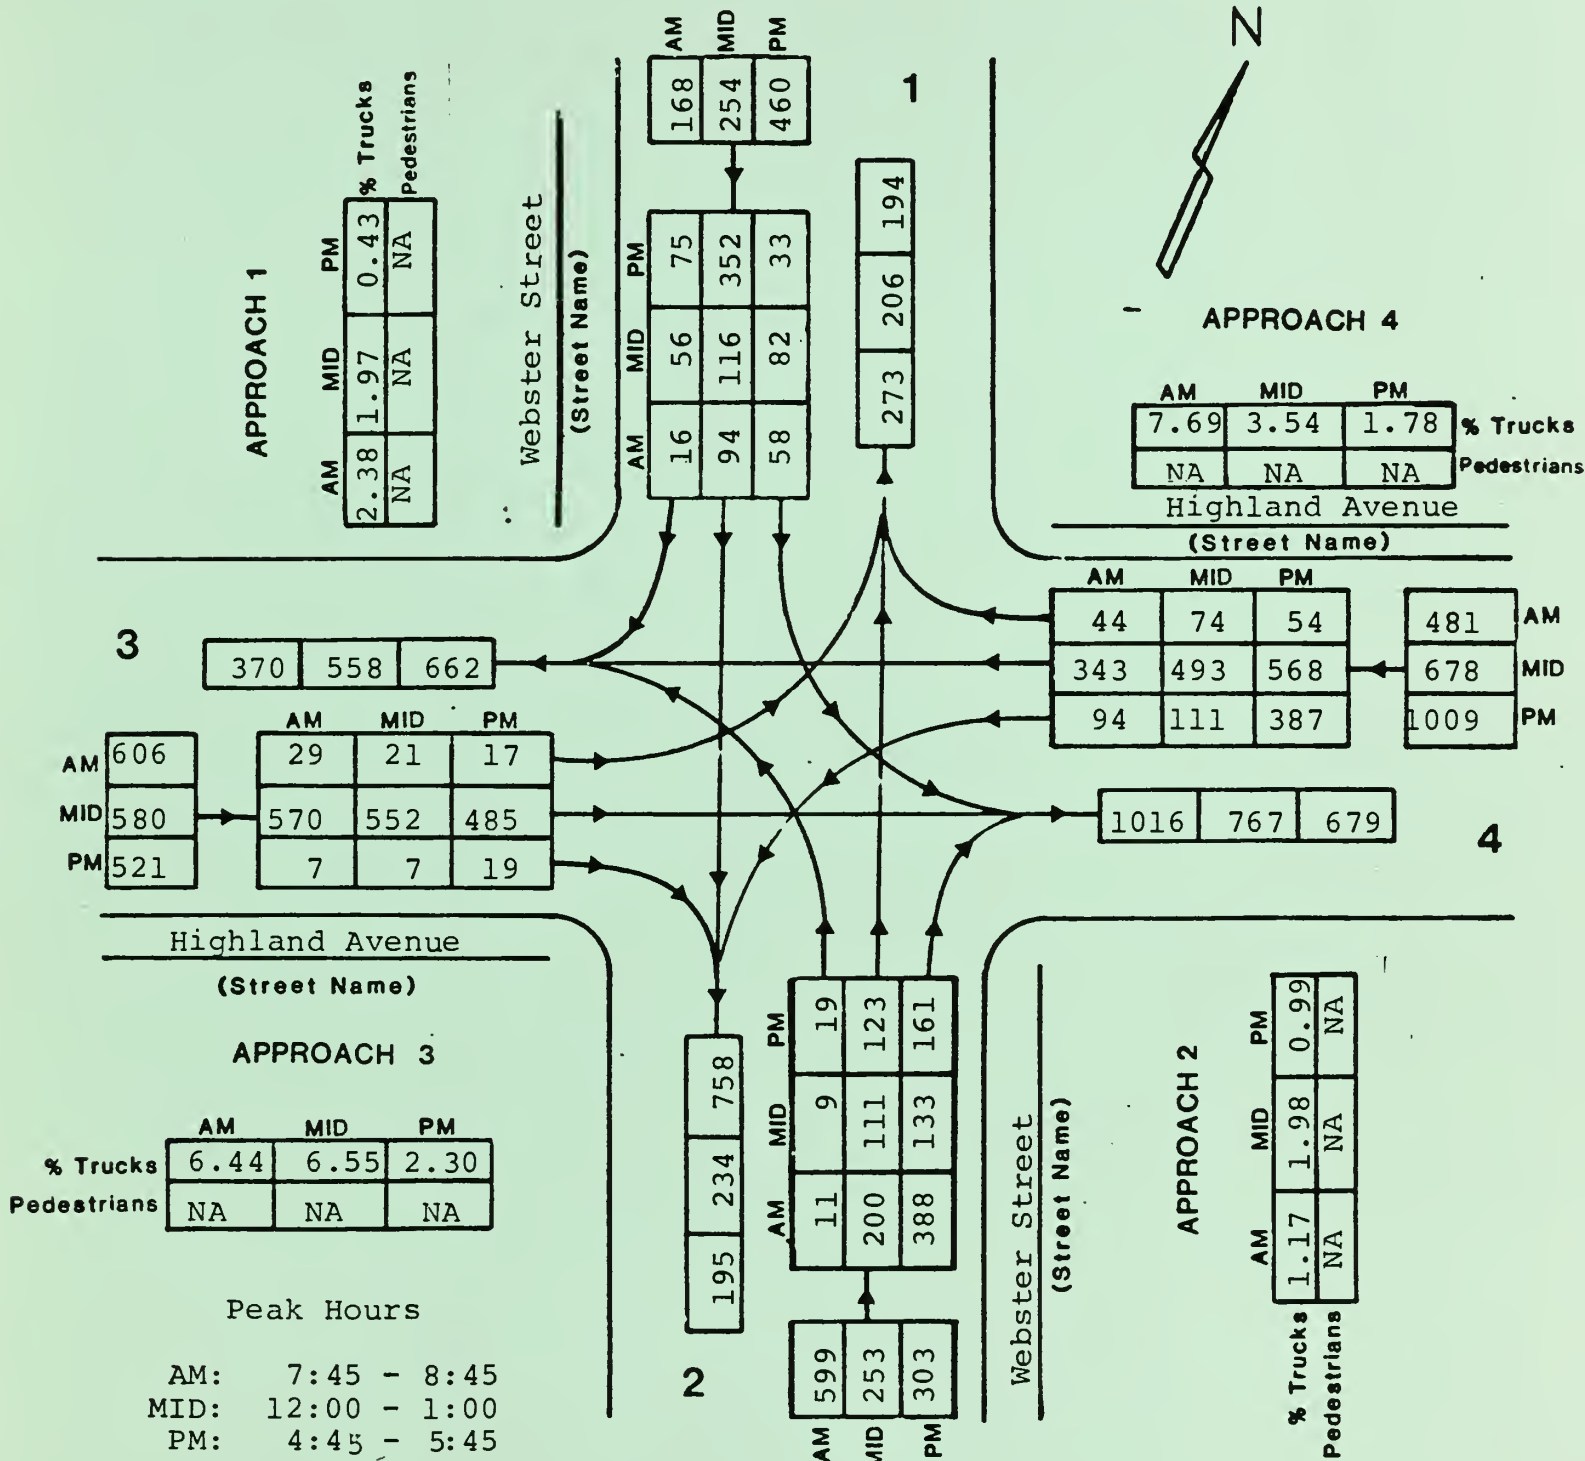 N
1
AM MID PM
168 254 460
PM 75 352 33
MID 56 116 82
AM 16 94 58
273 206 194
Webster Street
(Street Name)
APPROACH 1
AM MID PM
2.38 1.97 0.43 % Trucks
NA NA NA Pedestrians
APPROACH 4
AM MID PM
7.69 3.54 1.78 % Trucks
NA NA NA Pedestrians
Highland Avenue
(Street Name)
AM MID PM
44 74 54
343 493 568
94 111 387
481 AM
678 MID
1009 PM
3
370 558 662
AM MID PM
AM 606 29 21 17
MID 580 570 552 485
PM 521 7 7 19
1016 767 679
4
Highland Avenue
(Street Name)
APPROACH 3
AM MID PM
% Trucks 6.44 6.55 2.30
Pedestrians NA NA NA
195 234 758
PM 19 123 161
MID 9 111 133
AM 11 200 388
599 253 303
AM MID PM
2
Webster Street
(Street Name)
APPROACH 2
AM MID PM
% Trucks 1.17 1.98 0.99
Pedestrians NA NA NA
Peak Hours
AM: 7:45 - 8:45
MID: 12:00 - 1:00
PM: 4:45 - 5:45